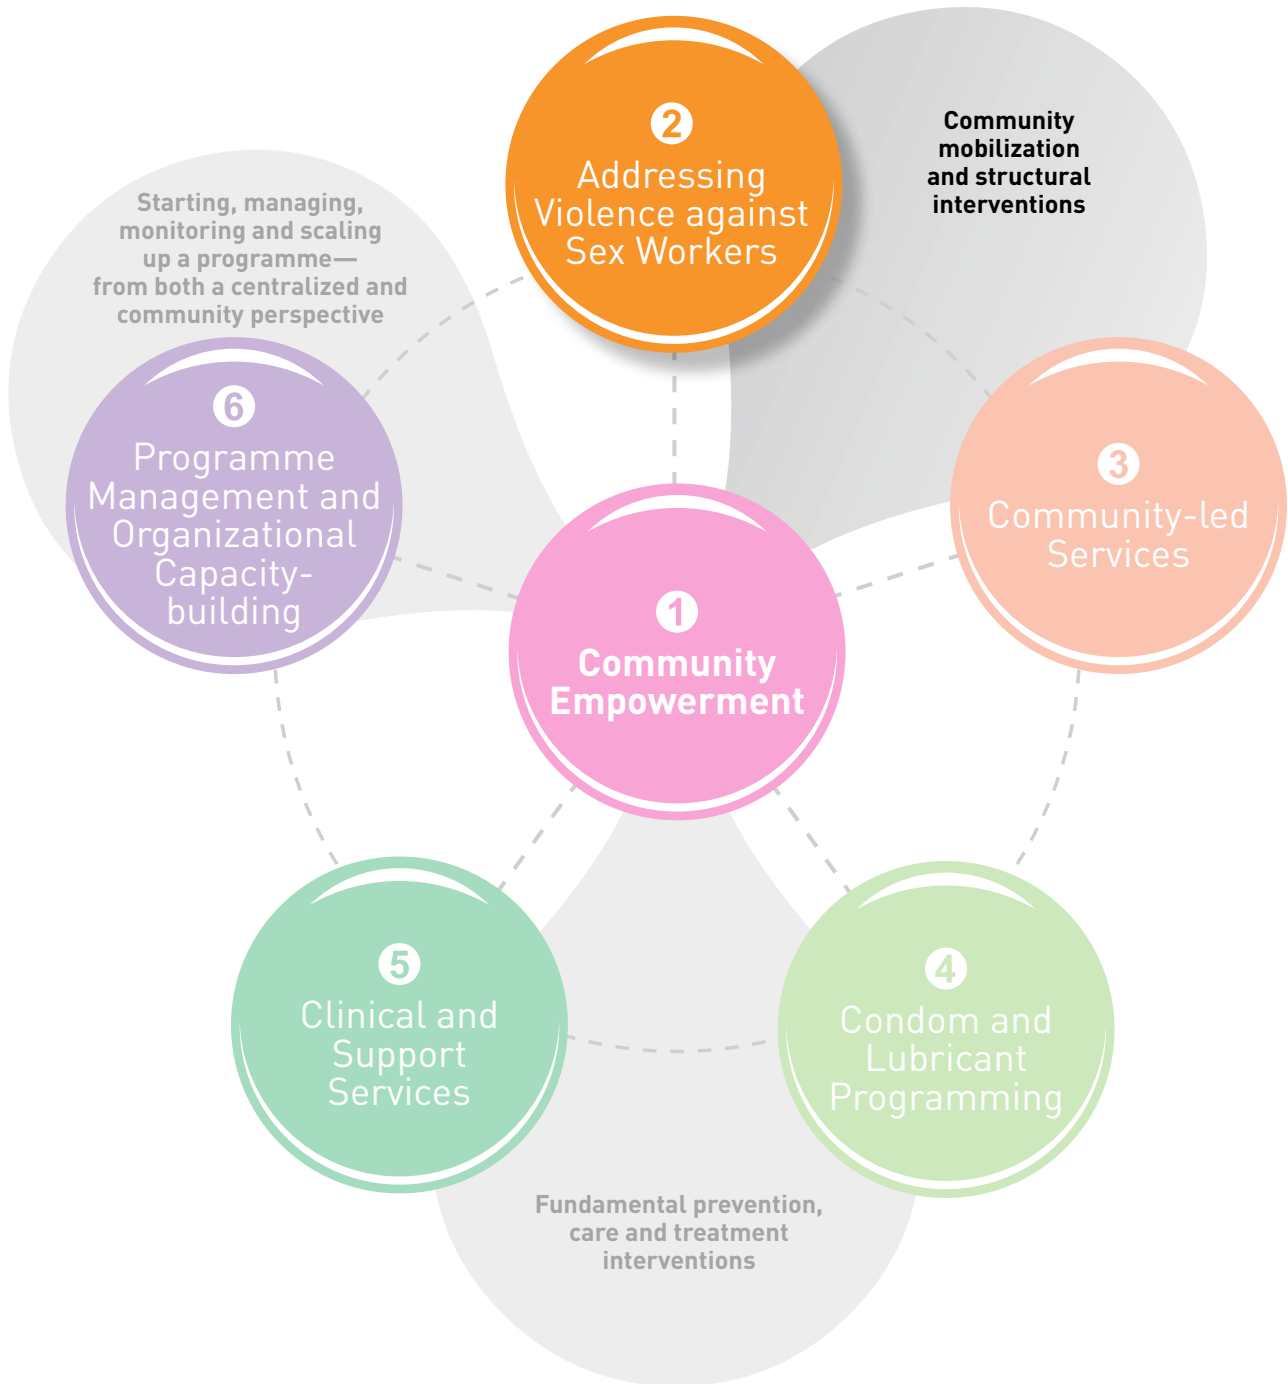 2
Addressing
Violence against
Sex Workers
Community
mobilization
and structural
interventions
Starting, managing,
monitoring and scaling
up a programme—
from both a centralized and
community perspective
6
Programme
Management and
Organizational
Capacity-
building
3
Community-led
Services
1
Community
Empowerment
5
Clinical and
Support
Services
4
Condom and
Lubricant
Programming
Fundamental prevention,
care and treatment
interventions